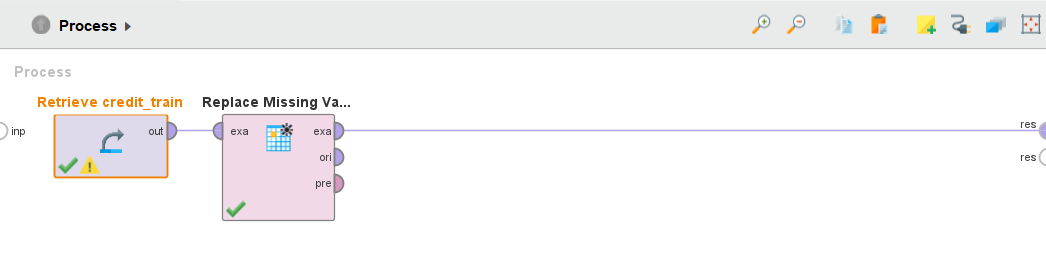 Process
Process
Retrieve credit_train
Replace Missing Va...
inp
out
exa
exa
ori
pre
res
res